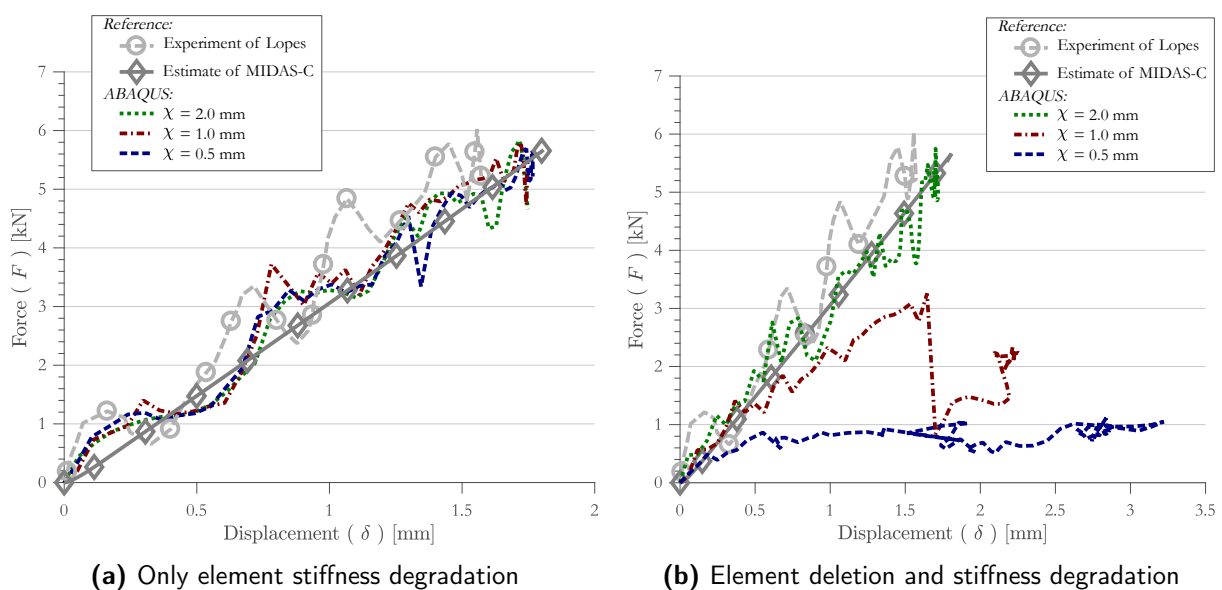 Reference:
Experiment of Lopes
Estimate of MIDAS-C
ABAQUS:
χ = 2.0 mm
χ = 1.0 mm
χ = 0.5 mm
7
6
5
4
3
2
1
0
Force ( F ) [kN]
0
0.5
1
1.5
2
Displacement ( δ ) [mm]
(a) Only element stiffness degradation
Reference:
Experiment of Lopes
Estimate of MIDAS-C
ABAQUS:
χ = 2.0 mm
χ = 1.0 mm
χ = 0.5 mm
7
6
5
4
3
2
1
0
Force ( F ) [kN]
0
0.5
1
1.5
2
2.5
3
3.5
Displacement ( δ ) [mm]
(b) Element deletion and stiffness degradation